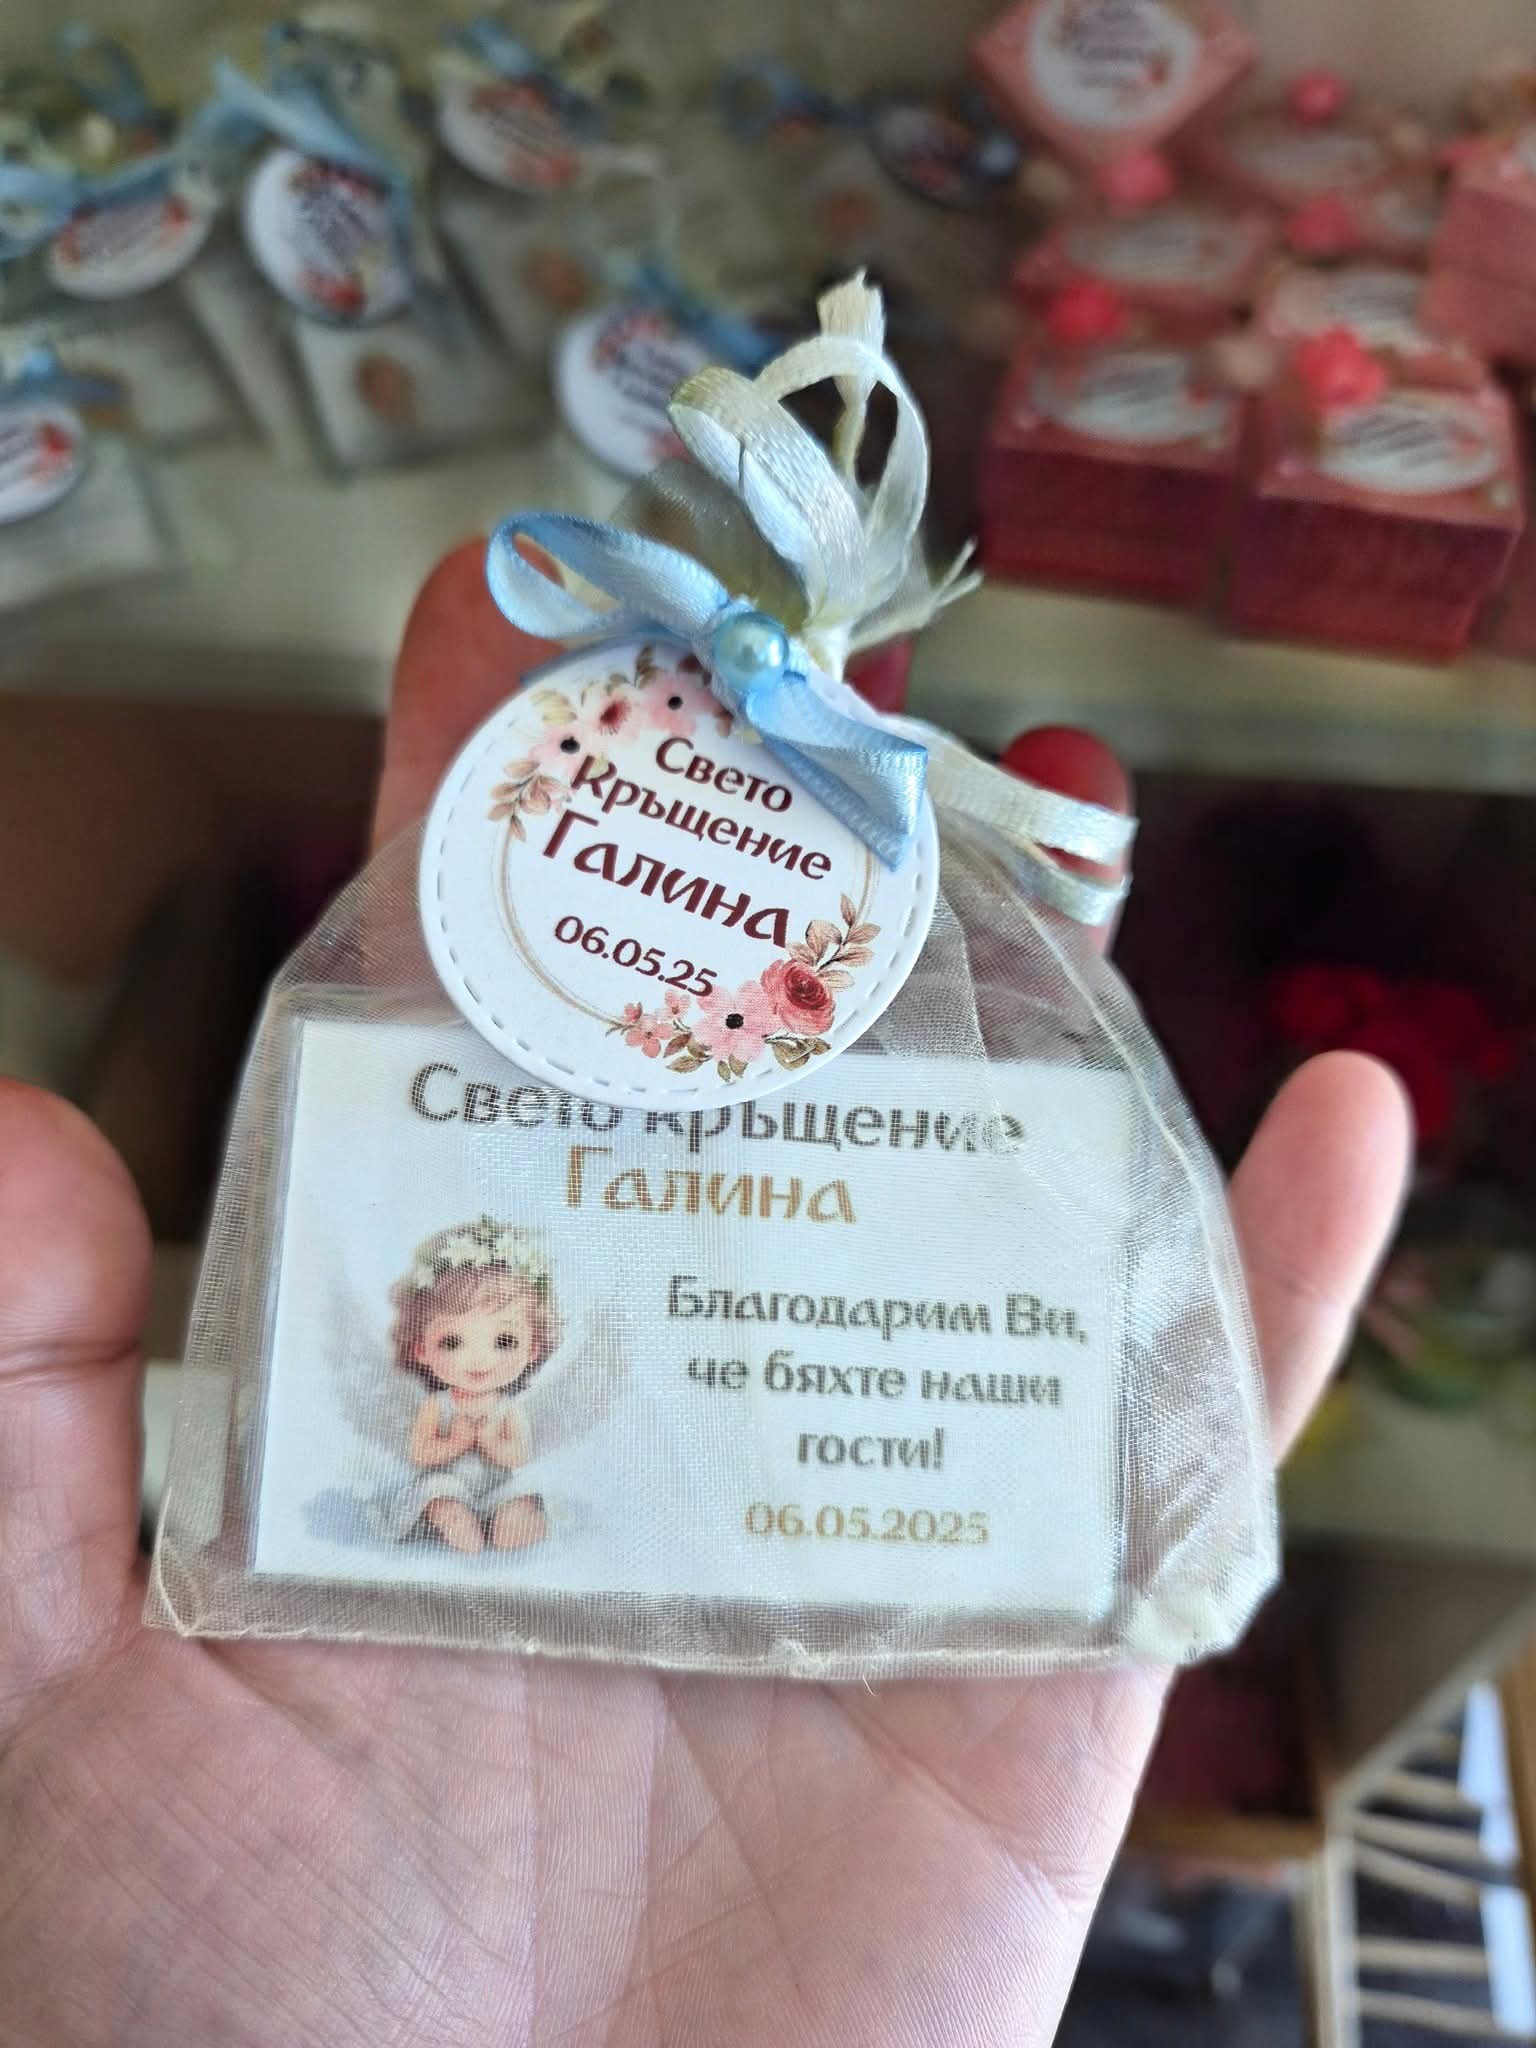 Свето
Кръщение
Галина
06.05.25
Свето кръщение
Галина
Благодарим Ви,
че бяхте наши
гости!
06.05.2025